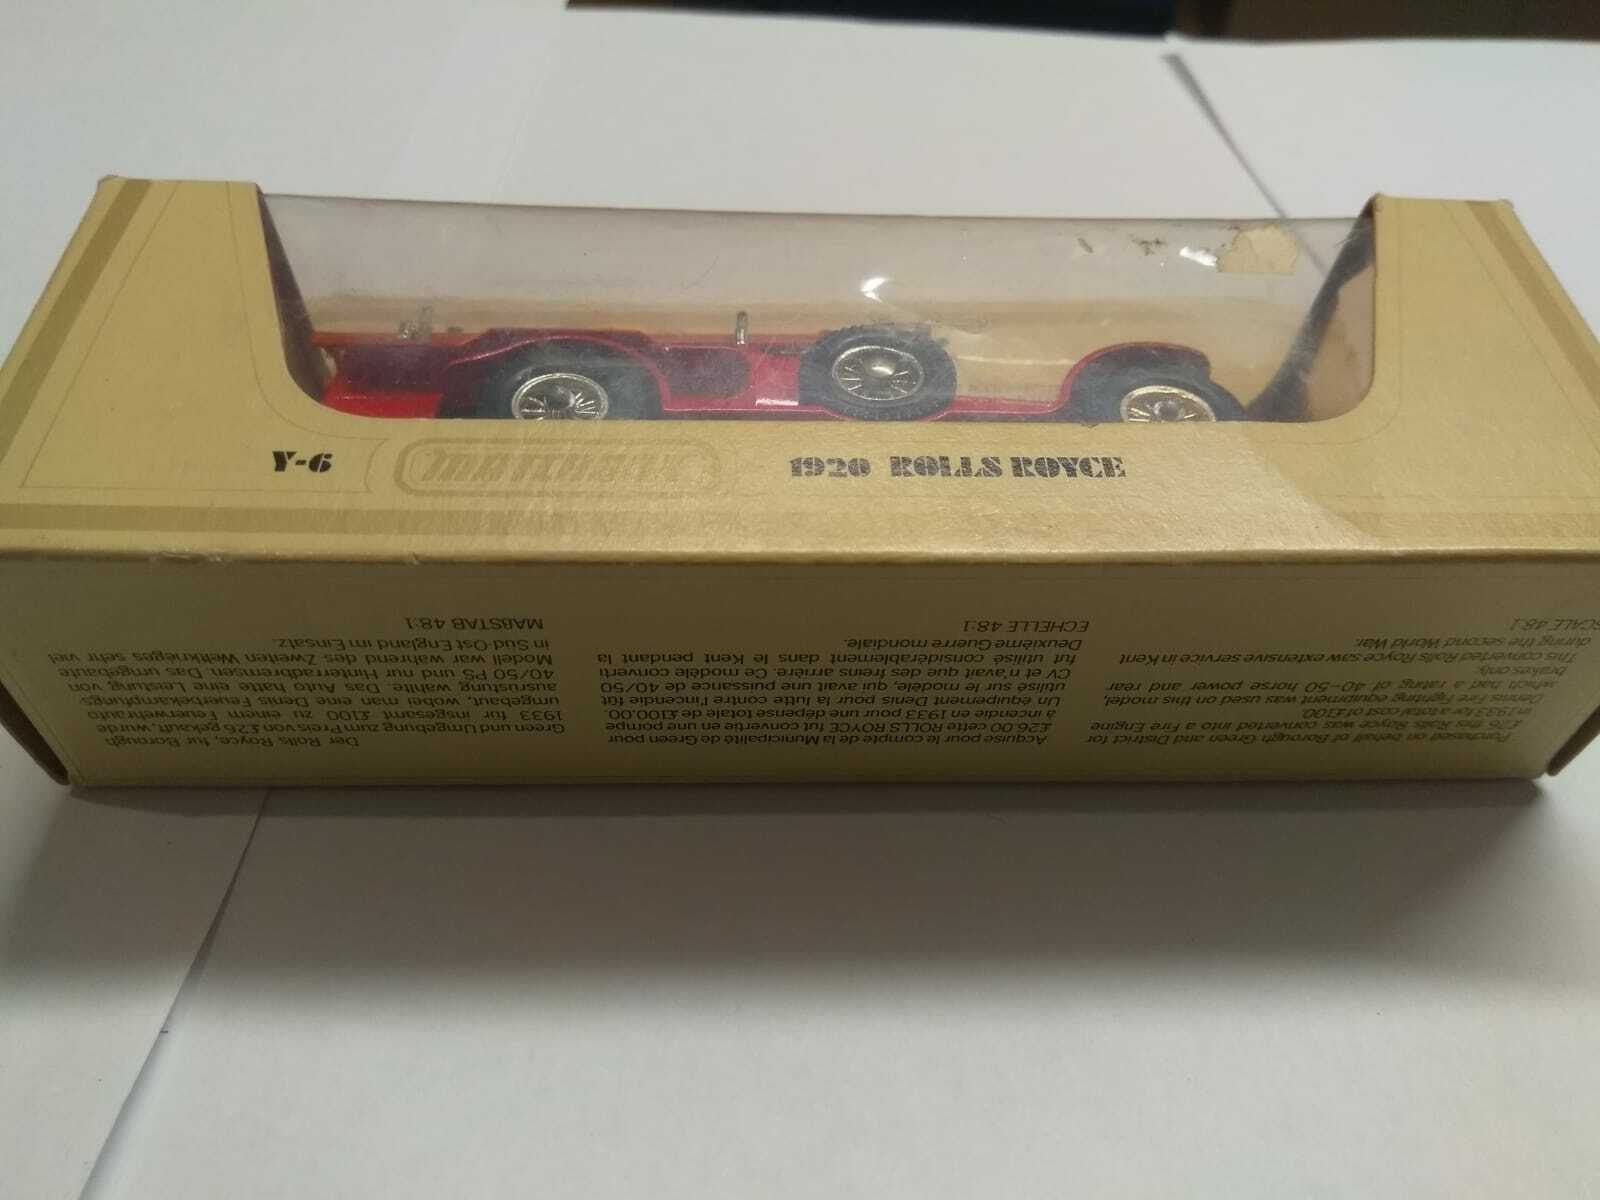 Y-6
MATCHBOX
1920 ROLLS ROYCE
Purchased on behalf of Borough Green and District for
£26 this Rolls Royce was converted into a Fire Engine
in 1933 for total cost of £100.
Dennis Fire Fighting equipment was used on this model,
which had a rating of 40-50 horse power and rear
brakes only.
This converted Rolls Royce saw extensive service in Kent
during the second World War.
SCALE 48:1
Acquise pour le compte de la Municipalité de Green pour
£26.00 cette ROLLS ROYCE fut convertie et une pompe
à incendie en 1933 pour une dépense totale de £100.00.
Un équipement Denis pour la lutte contre l'incendie fût
utilisé sur le modèle, qui avait une puissance de 40/50
CV et n'avait que des freins arrière. Ce modèle converti
fut utilisé considérablement dans le Kent pendant la
Deuxième Guerre mondiale.
ECHELLE 48:1
Der Rolls Royce, für Borough
Green und Umgebung zum Preis von £26 gekauft, wurde
1933 für insgesamt £100 zu einem Feuerwehrauto
umgebaut, wobei man eine Denis Feuerbekämpfungs-
ausrüstung wählte. Das Auto hatte eine Leistung von
40/50 PS und nur Hinterradbremsen. Das umgebaute
Modell war während des Zweiten Weltkrieges sehr viel
in Süd-Ost England im Einsatz.
MABSTAB 48:1